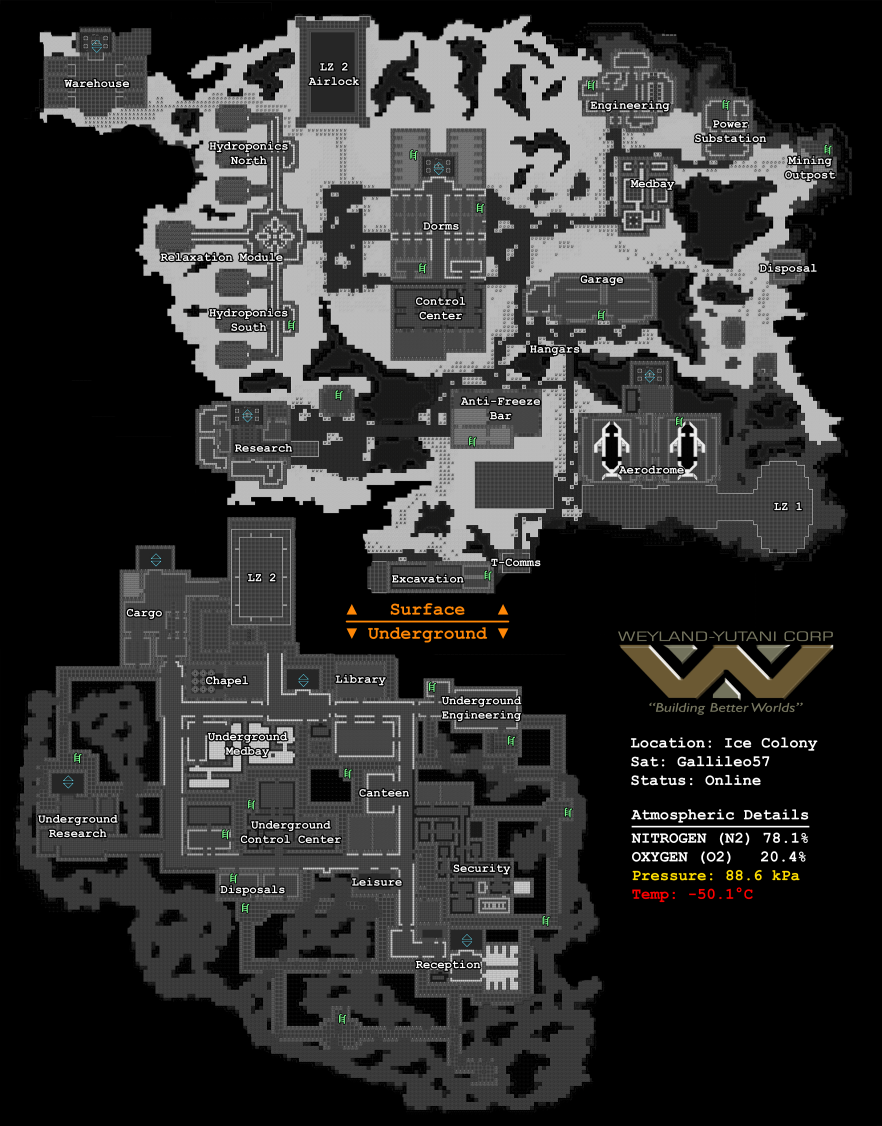 Warehouse
LZ 2
Airlock
Engineering
Power
Substation
Hydroponics
North
Mining
Outpost
Medbay
Dorms
Relaxation Module
Disposal
Garage
Control
Center
Hydroponics
South
Hangars
Anti-Freeze
Bar
Research
Aerodrome
LZ 1
T-Comms
Excavation
▲ Surface ▲
▼ Underground ▼
LZ 2
Cargo
Chapel
Library
Underground
Engineering
Underground
Medbay
Canteen
Underground
Research
Underground
Control Center
Security
Disposals
Leisure
Reception
WEYLAND-YUTANI CORP
“Building Better Worlds”
Location: Ice Colony
Sat: Gallileo57
Status: Online
Atmospheric Details
NITROGEN (N2) 78.1%
OXYGEN (O2) 20.4%
Pressure: 88.6 kPa
Temp: -50.1°C